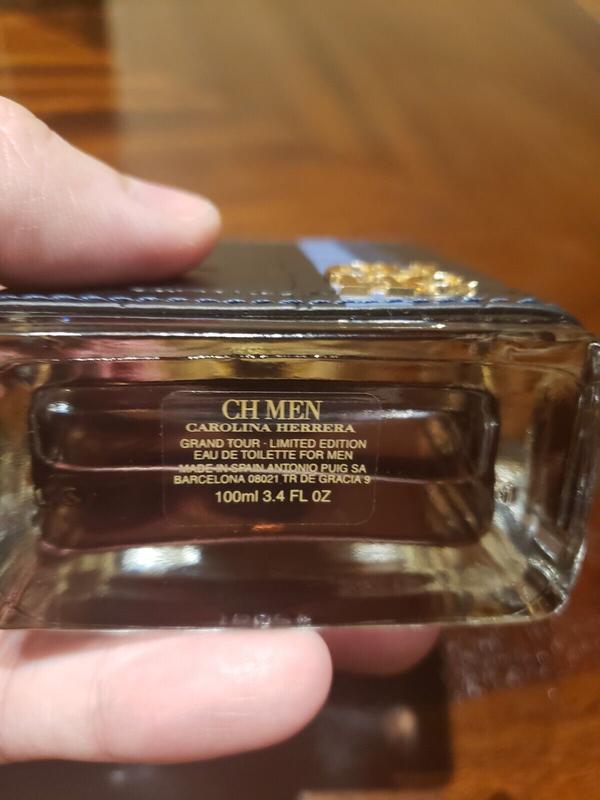 CH MEN
CAROLINA HERRERA
GRAND TOUR - LIMITED EDITION
EAU DE TOILETTE FOR MEN
MADE IN SPAIN ANTONIO PUIG SA
BARCELONA 08021 TR DE GRACIA 9
100ml 3.4 FL OZ